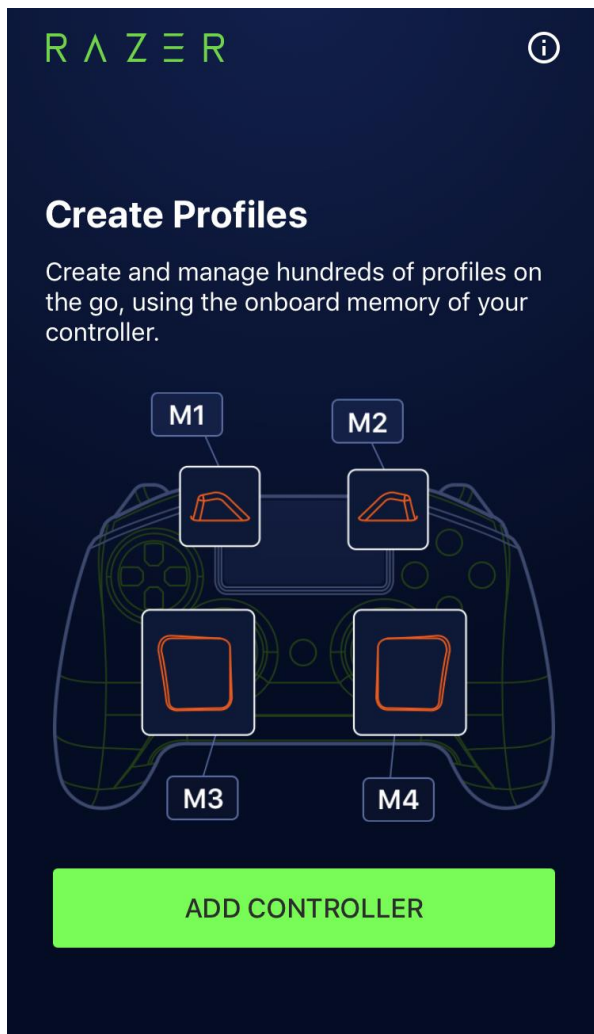 RAZER
Create Profiles
Create and manage hundreds of profiles on
the go, using the onboard memory of your
controller.
M1
M2
M3
M4
ADD CONTROLLER